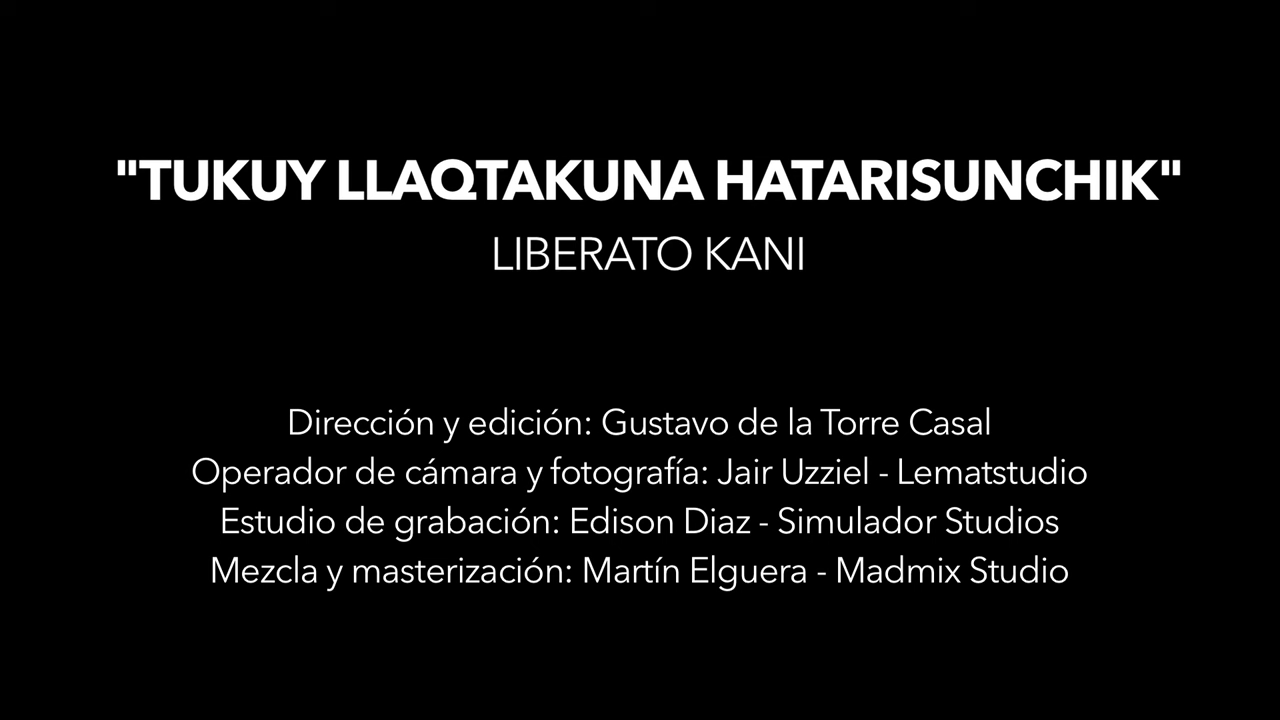 "TUKUY LLAQTAKUNA HATARISUNCHIK"
LIBERATO KANI
Dirección y edición: Gustavo de la Torre Casal
Operador de cámara y fotografía: Jair Uzziel - Lematstudio
Estudio de grabación: Edison Diaz - Simulador Studios
Mezcla y masterización: Martín Elguera - Madmix Studio